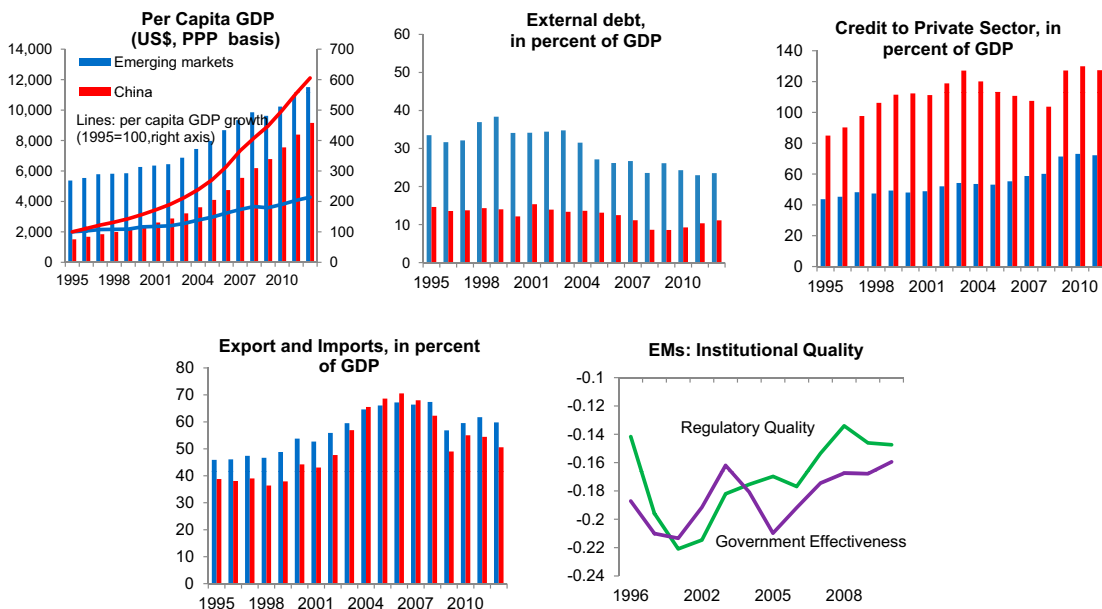 Per Capita GDP
(US$, PPP basis)
14,000
12,000
10,000
8,000
6,000
4,000
2,000
0
700
600
500
400
300
200
100
0
Emerging markets
China
Lines: per capita GDP growth
(1995=100,right axis)
1995 1998 2001 2004 2007 2010
External debt,
in percent of GDP
60
50
40
30
20
10
0
1995 1998 2001 2004 2007 2010
Credit to Private Sector, in
percent of GDP
140
120
100
80
60
40
20
0
1995 1998 2001 2004 2007 2010
Export and Imports, in percent
of GDP
80
70
60
50
40
30
20
10
0
1995 1998 2001 2004 2007 2010
EMs: Institutional Quality
-0.1
-0.14
-0.16
-0.18
-0.2
-0.22
-0.24
Regulatory Quality
Government Effectiveness
1996 2002 2005 2008